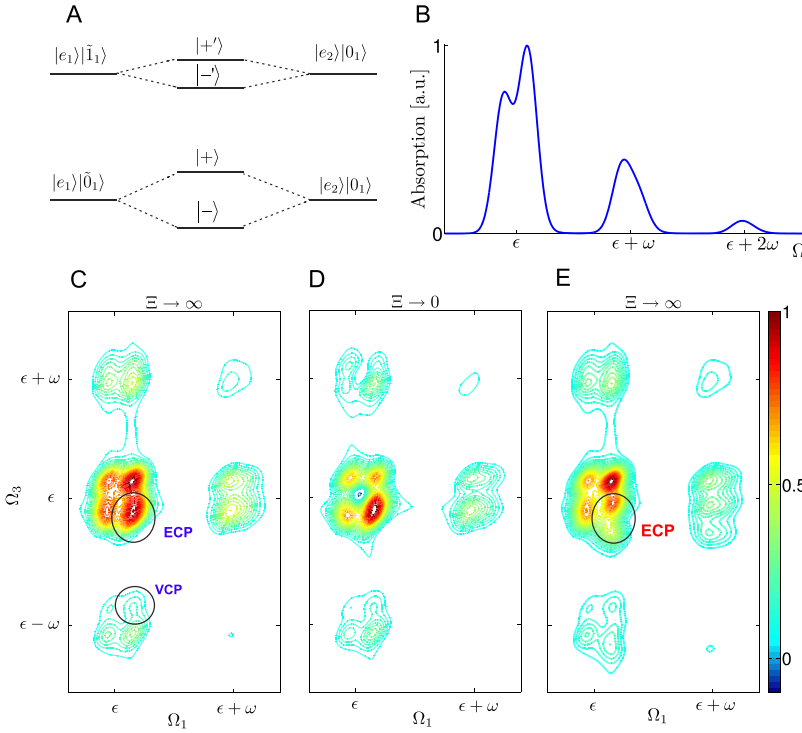 A
|e₁⟩|1̃₁⟩
|+′⟩
|−′⟩
|e₂⟩|0₁⟩
|e₁⟩|0̃₁⟩
|+⟩
|−⟩
|e₂⟩|0₁⟩
B
Absorption [a.u.]
1
0
ϵ
ϵ + ω
ϵ + 2ω
Ω
C
Ξ → ∞
ϵ + ω
ϵ
ϵ − ω
Ω₃
ECP
VCP
ϵ
ϵ + ω
Ω₁
D
Ξ → 0
ϵ
ϵ + ω
Ω₁
E
Ξ → ∞
ECP
ϵ
ϵ + ω
Ω₁
1
0.5
0